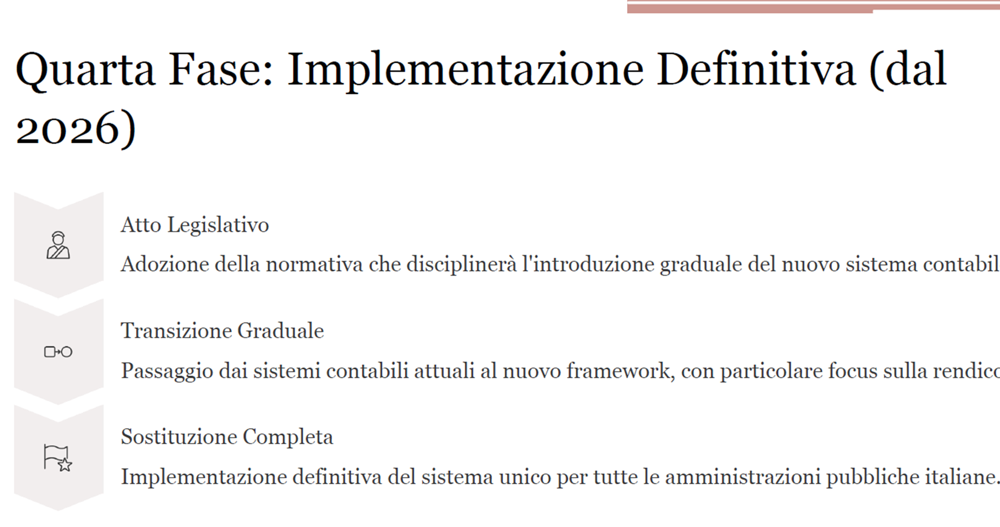 Quarta Fase: Implementazione Definitiva (dal
2026)
Atto Legislativo
Adozione della normativa che disciplinerà l'introduzione graduale del nuovo sistema contabil
Transizione Graduale
Passaggio dai sistemi contabili attuali al nuovo framework, con particolare focus sulla rendico
Sostituzione Completa
Implementazione definitiva del sistema unico per tutte le amministrazioni pubbliche italiane.